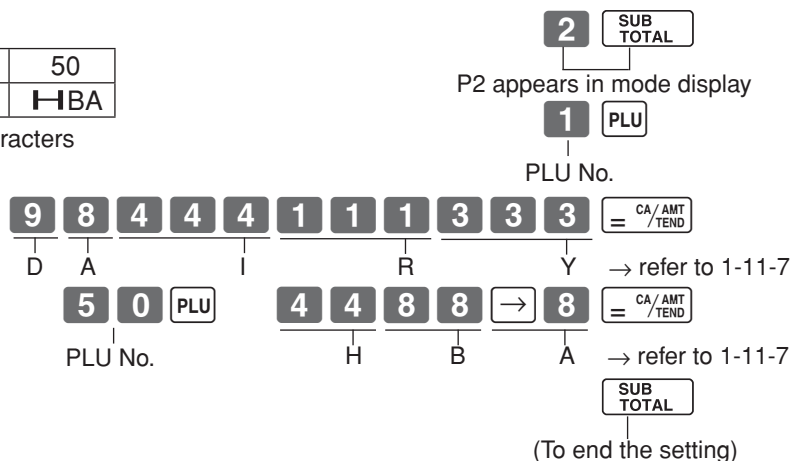 2 SUB TOTAL
50
P2 appears in mode display
HBA
1 PLU
racters
PLU No.
9 8 4 4 4 1 1 1 3 3 3 = CA/AMT TEND
D A I R Y → refer to 1-11-7
5 0 PLU 4 4 8 8 → 8 = CA/AMT TEND
PLU No. H B A → refer to 1-11-7
SUB TOTAL
(To end the setting)